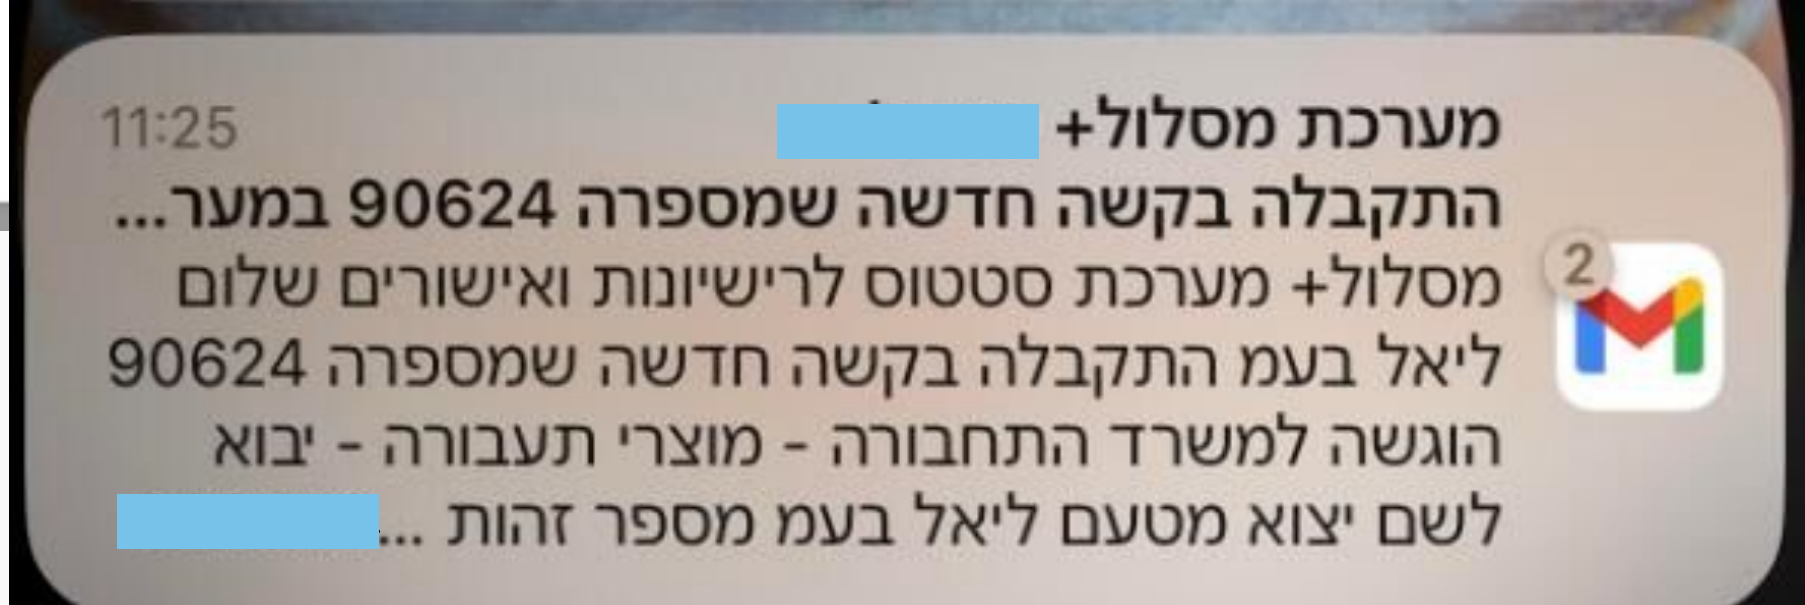 מערכת מסלול+
11:25
התקבלה בקשה חדשה שמספרה 90624 במער...
מסלול+ מערכת סטטוס לרישיונות ואישורים שלום
ליאל בעמ התקבלה בקשה חדשה שמספרה 90624
הוגשה למשרד התחבורה - מוצרי תעבורה - יבוא
לשם יצוא מטעם ליאל בעמ מספר זהות ...
2